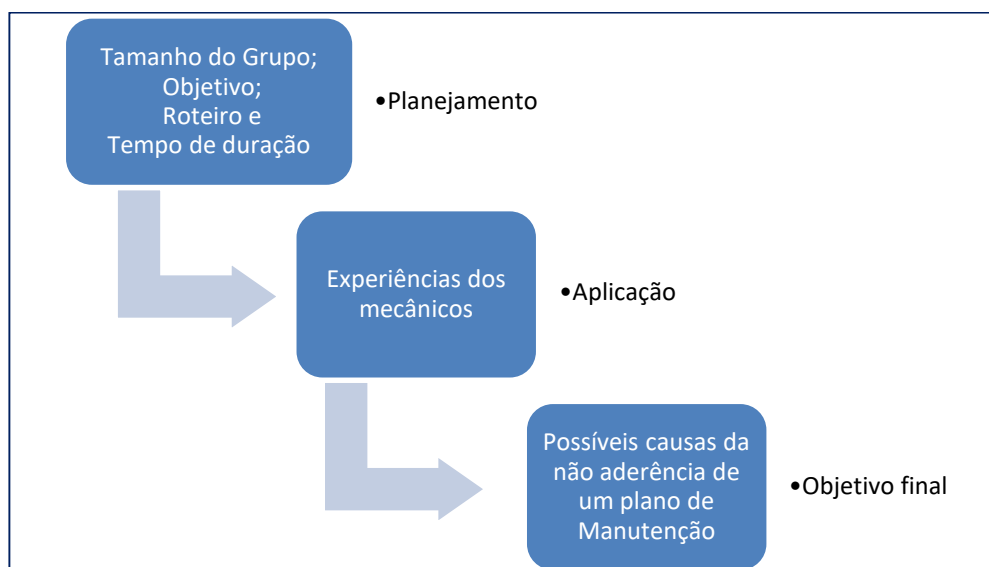 Tamanho do Grupo;
Objetivo;
Roteiro e
Tempo de duração
•Planejamento
Experiências dos
mecânicos
•Aplicação
Possíveis causas da
não aderência de
um plano de
Manutenção
•Objetivo final